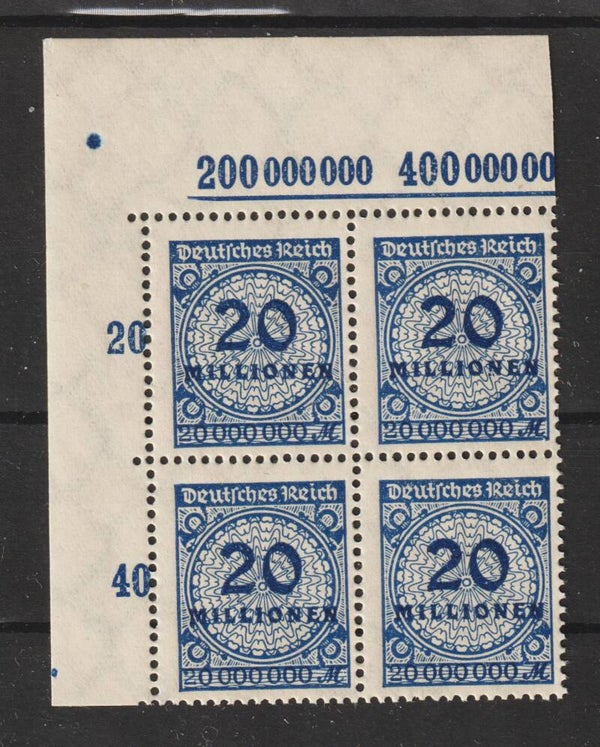 200000000 40000000
Deutsches Reich Deutsches Reich
20 20 20
MILLIONEN MILLIONEN
20000000 M 20000000 M
Deutsches Reich Deutsches Reich
40 20 20
MILLIONEN MILLIONEN
20000000 M 20000000 M